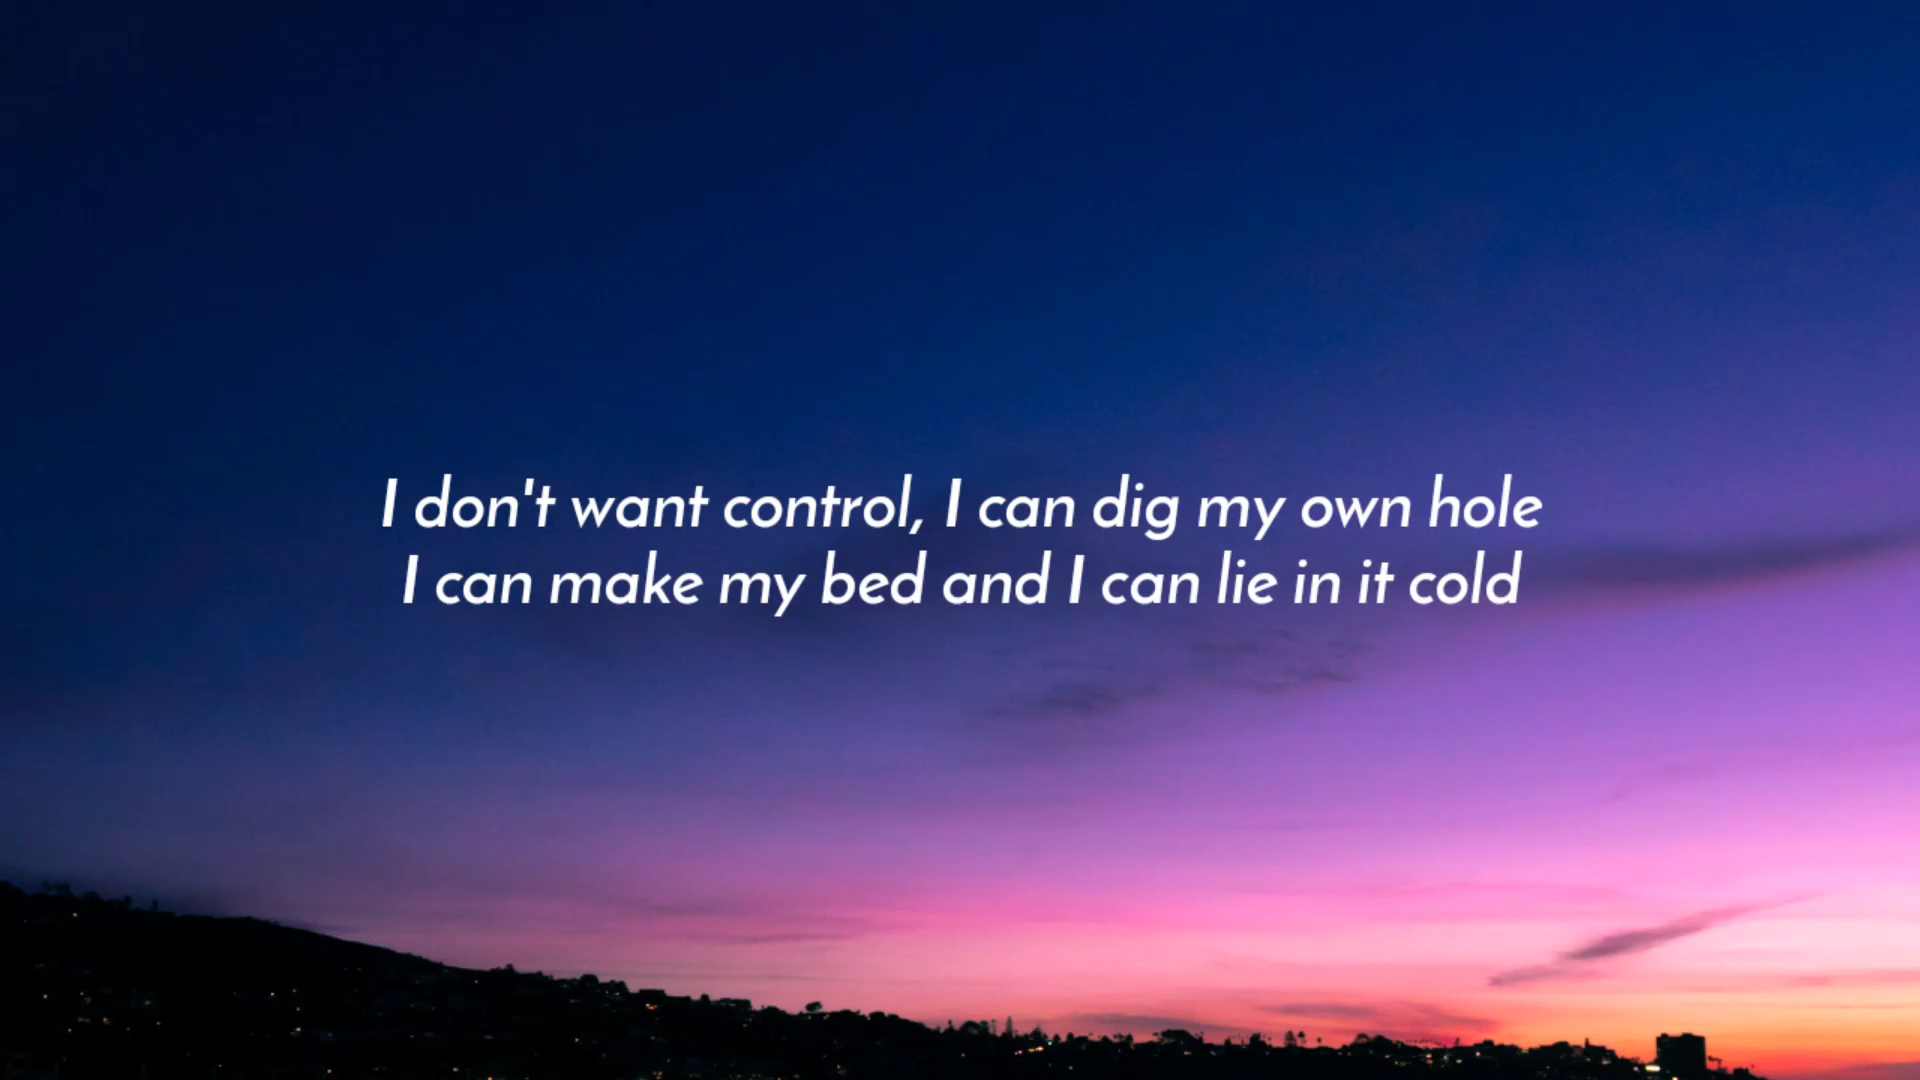 I don't want control, I can dig my own hole
I can make my bed and I can lie in it cold